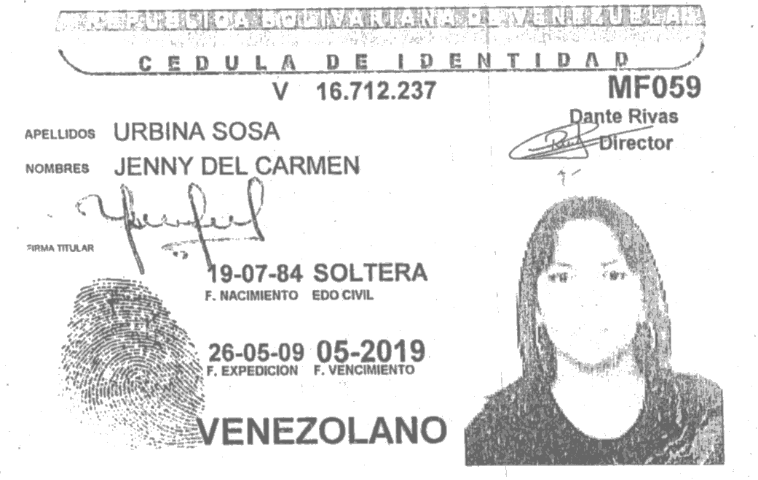 REPUBLICA BOLIVARIANA DE VENEZUELA
CEDULA DE IDENTIDAD
V 16.712.237
MF059
Dante Rivas
Director
APELLIDOS URBINA SOSA
NOMBRES JENNY DEL CARMEN
FIRMA TITULAR
19-07-84 SOLTERA
F. NACIMIENTO EDO CIVIL
26-05-09 05-2019
F. EXPEDICION F. VENCIMIENTO
VENEZOLANO